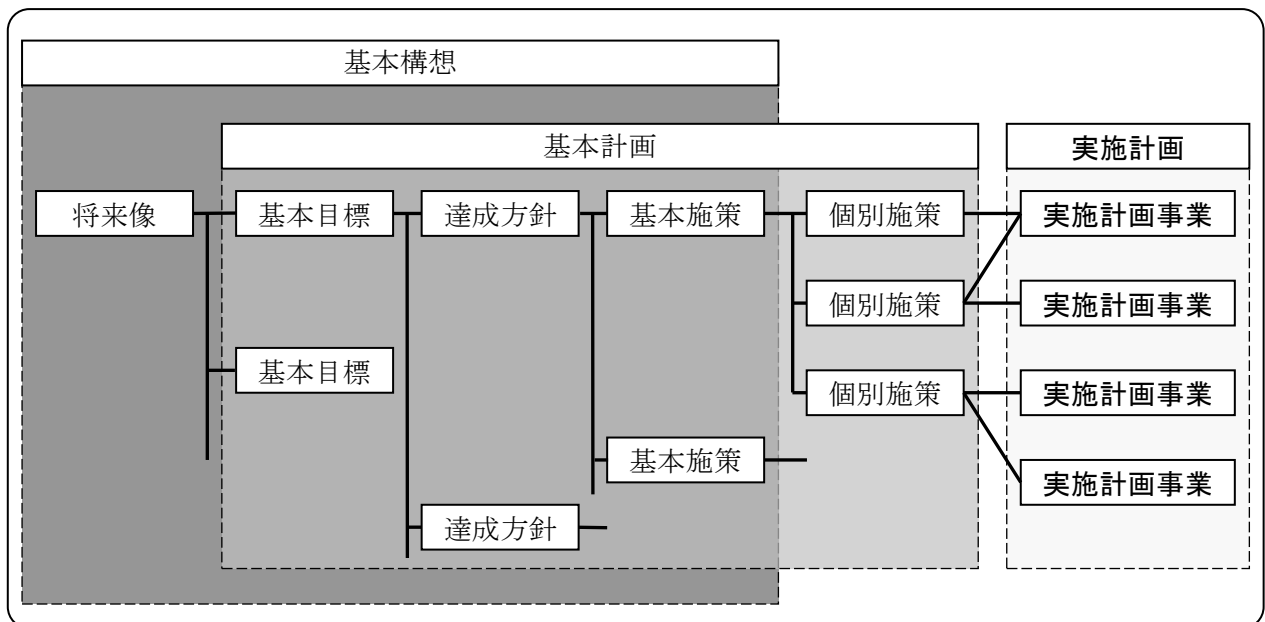 基本構想
基本計画
実施計画
将来像
基本目標
達成方針
基本施策
個別施策
実施計画事業
個別施策
実施計画事業
基本目標
個別施策
実施計画事業
基本施策
実施計画事業
達成方針